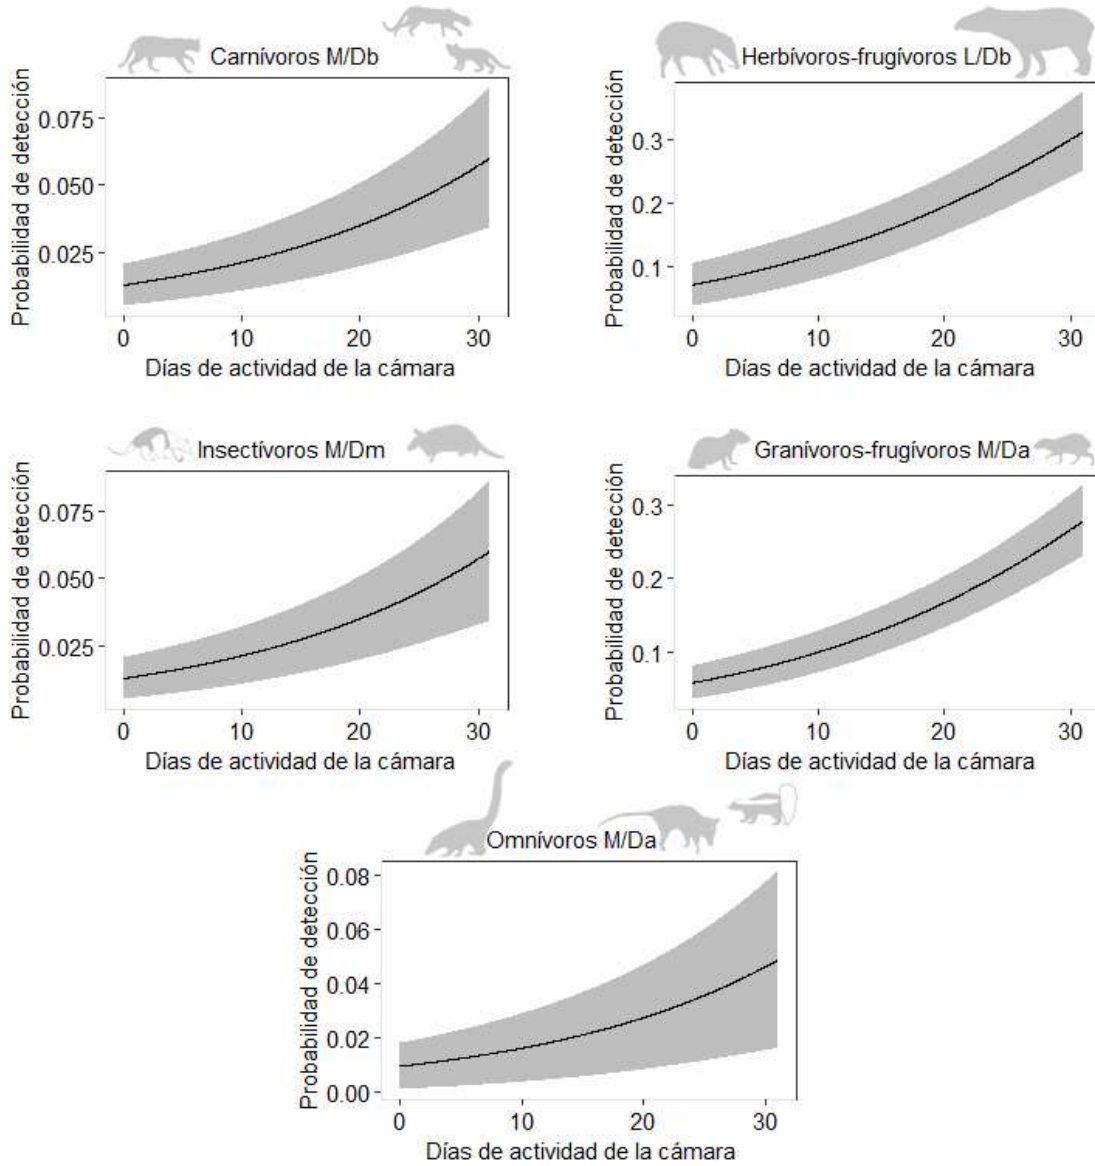 Carnívoros M/Db
Probabilidad de detección
0.075
0.050
0.025
0 10 20 30
Días de actividad de la cámara
Herbívoros-frugívoros L/Db
Probabilidad de detección
0.3
0.2
0.1
0 10 20 30
Días de actividad de la cámara
Insectívoros M/Dm
Probabilidad de detección
0.075
0.050
0.025
0 10 20 30
Días de actividad de la cámara
Granívoros-frugívoros M/Da
Probabilidad de detección
0.3
0.2
0.1
0 10 20 30
Días de actividad de la cámara
Omnívoros M/Da
Probabilidad de detección
0.08
0.06
0.04
0.02
0.00
0 10 20 30
Días de actividad de la cámara